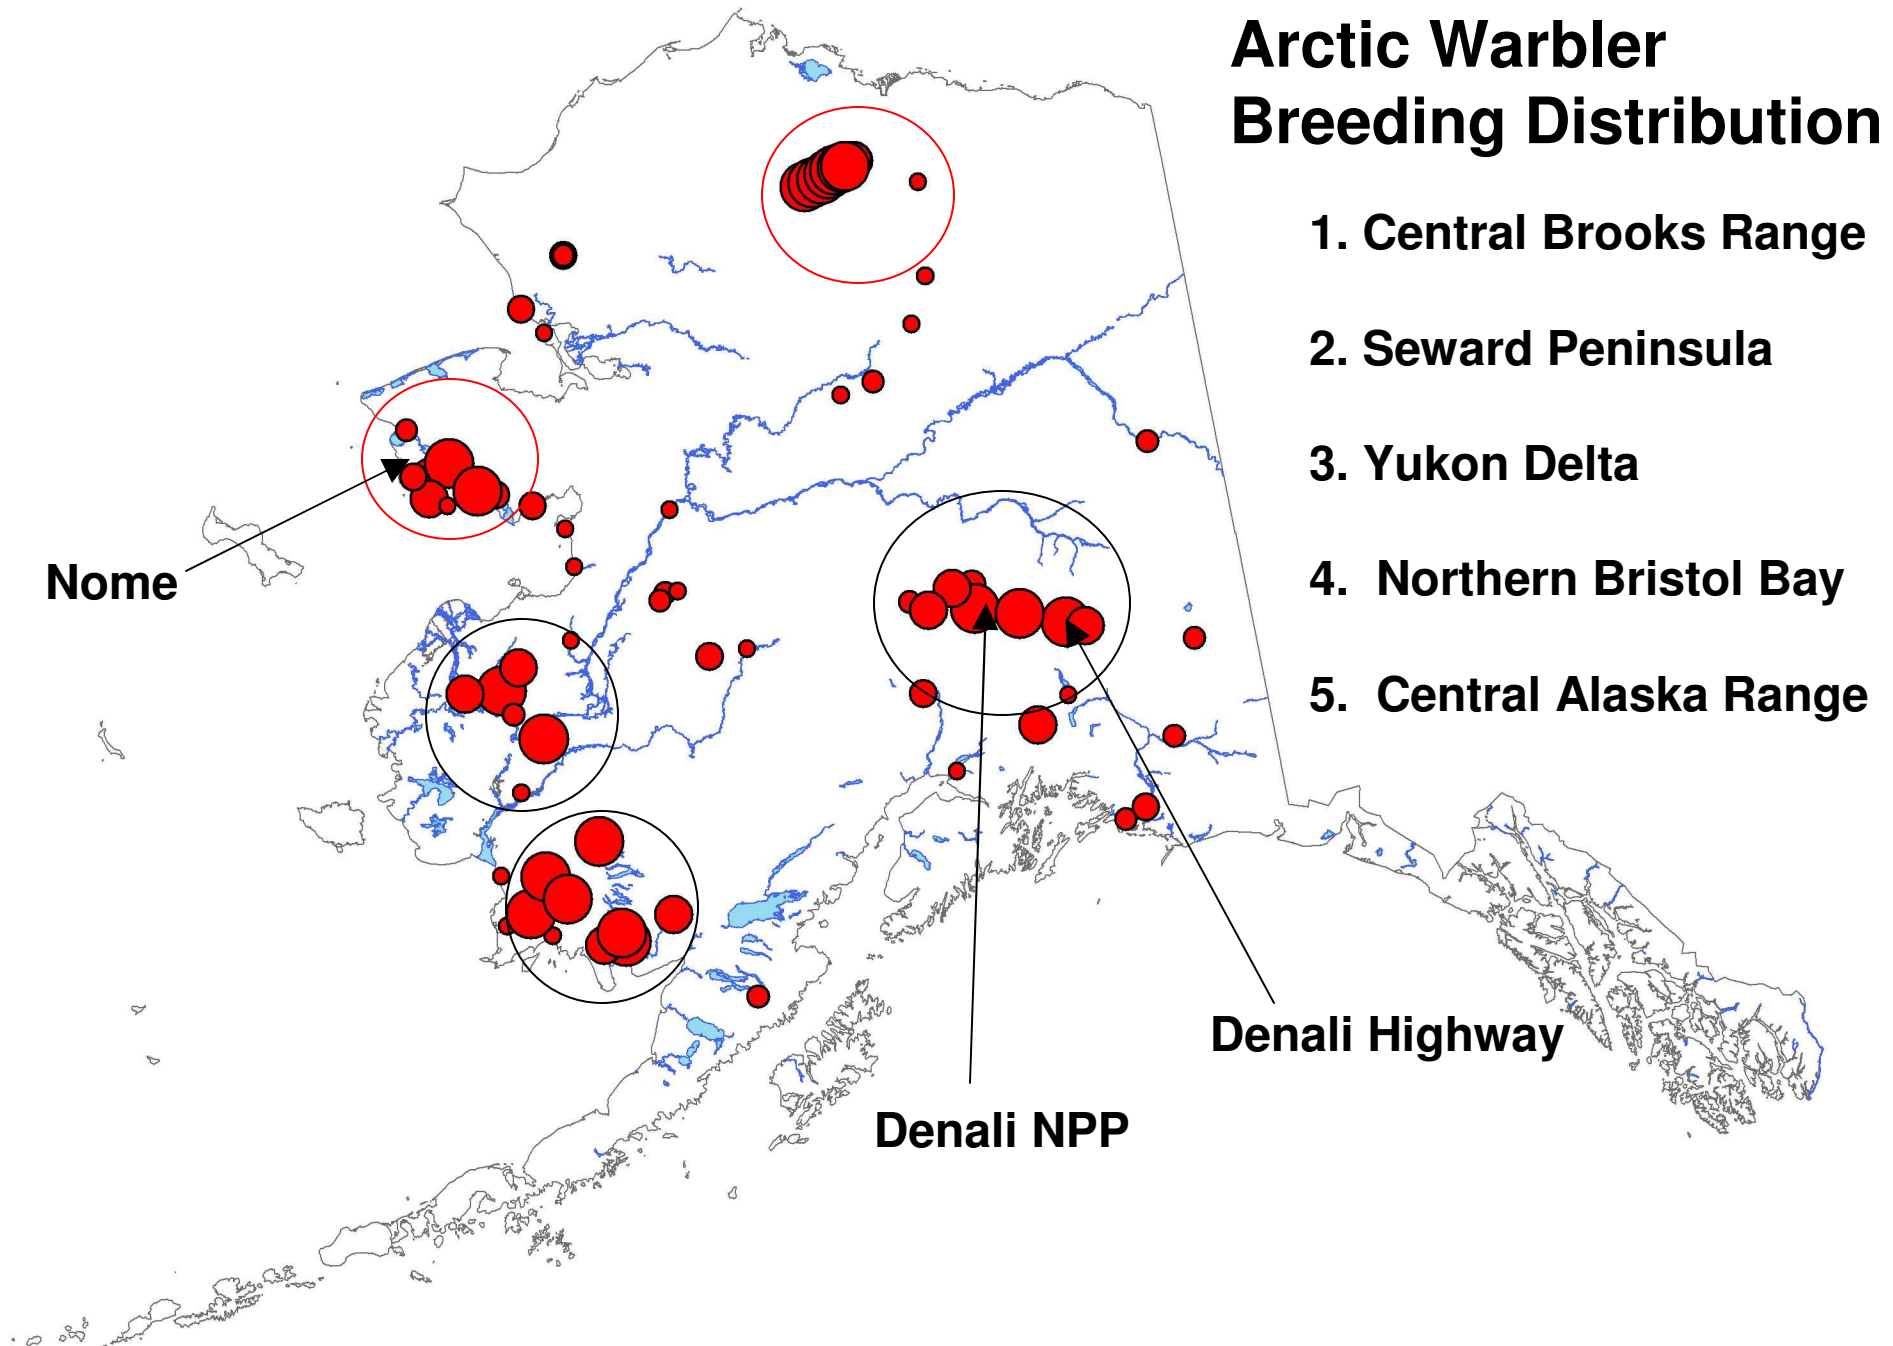 Arctic Warbler
Breeding Distribution
1. Central Brooks Range
2. Seward Peninsula
3. Yukon Delta
4. Northern Bristol Bay
5. Central Alaska Range
Nome
Denali Highway
Denali NPP